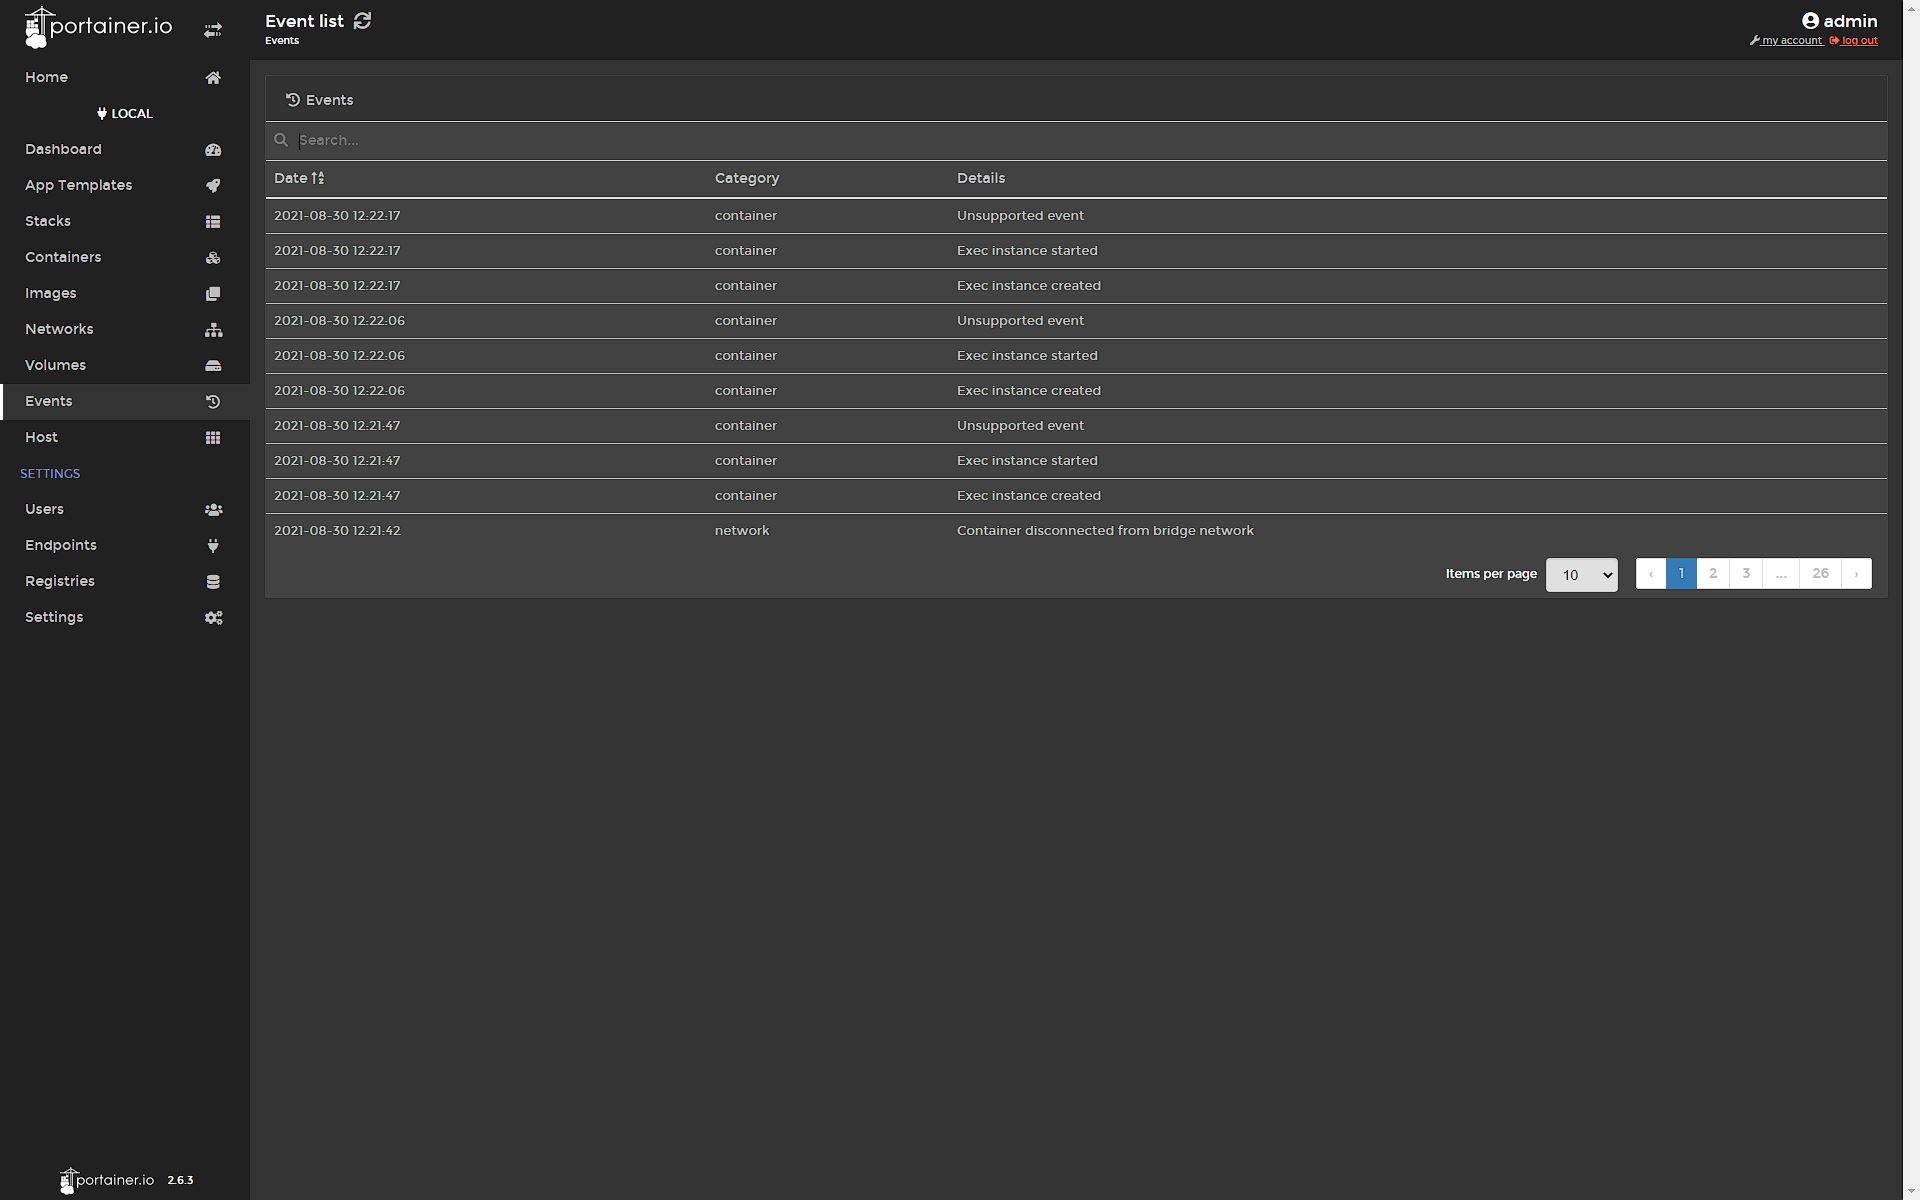 portainer.io
Event list
Events
admin
my account log out
Home
LOCAL
Dashboard
App Templates
Stacks
Containers
Images
Networks
Volumes
Events
Host
SETTINGS
Users
Endpoints
Registries
Settings
Events
Search...
Date Category Details
2021-08-30 12:22:17 container Unsupported event
2021-08-30 12:22:17 container Exec instance started
2021-08-30 12:22:17 container Exec instance created
2021-08-30 12:22:06 container Unsupported event
2021-08-30 12:22:06 container Exec instance started
2021-08-30 12:22:06 container Exec instance created
2021-08-30 12:21:47 container Unsupported event
2021-08-30 12:21:47 container Exec instance started
2021-08-30 12:21:47 container Exec instance created
2021-08-30 12:21:42 network Container disconnected from bridge network
Items per page 10 ‹ 1 2 3 ... 26 ›
portainer.io 2.6.3